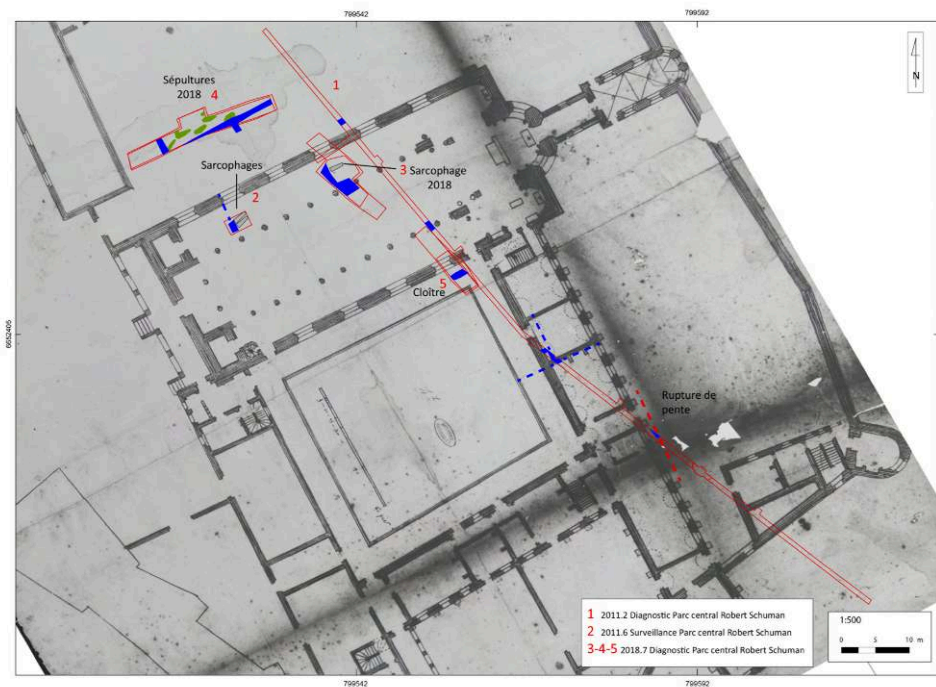 799542
799592
N
Sépultures
2018
4
1
Sarcophages
3
Sarcophage
2018
2
5
Cloître
6652405
Rupture de
pente
1 2011.2 Diagnostic Parc central Robert Schuman
2 2011.6 Surveillance Parc central Robert Schuman
3-4-5 2018.7 Diagnostic Parc central Robert Schuman
1:500
0 5 10 m
799542
799592